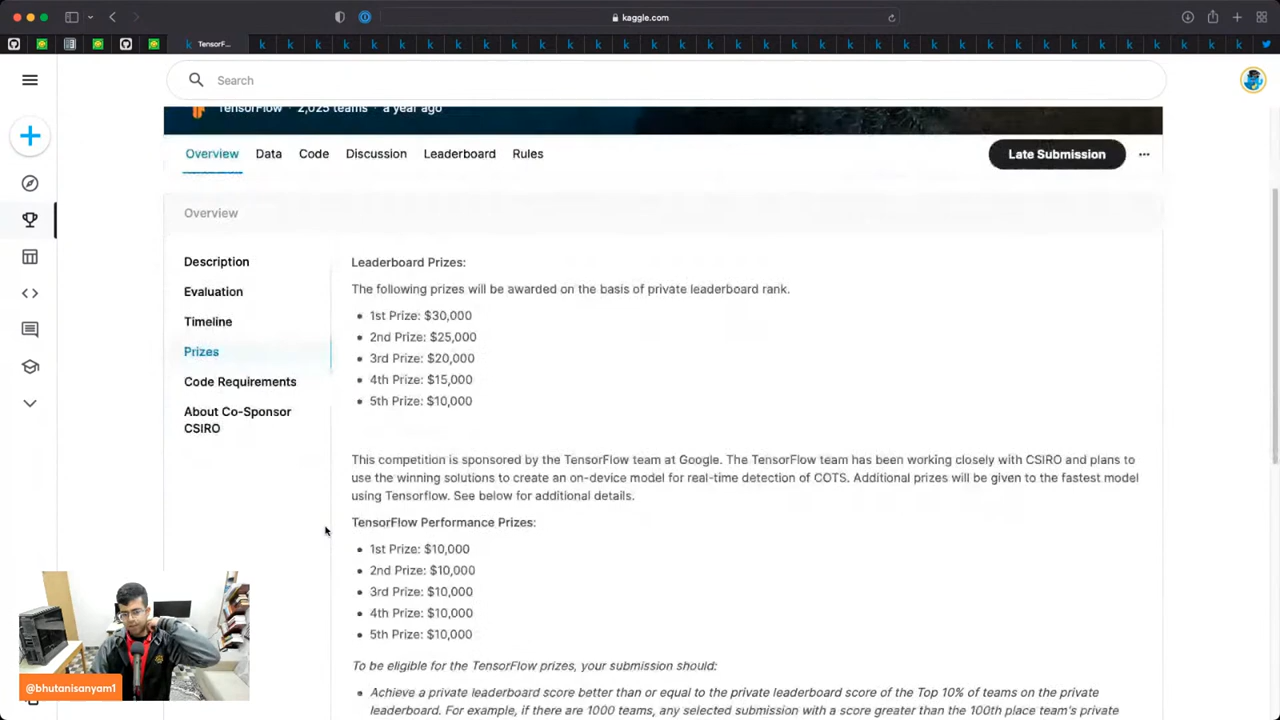 kaggle.com
TensorF...
Search
TensorFlow · 2,025 teams · a year ago
Overview
Data
Code
Discussion
Leaderboard
Rules
Late Submission
Overview
Description
Evaluation
Timeline
Prizes
Code Requirements
About Co-Sponsor
CSIRO
Leaderboard Prizes:
The following prizes will be awarded on the basis of private leaderboard rank.
• 1st Prize: $30,000
• 2nd Prize: $25,000
• 3rd Prize: $20,000
• 4th Prize: $15,000
• 5th Prize: $10,000
This competition is sponsored by the TensorFlow team at Google. The TensorFlow team has been working closely with CSIRO and plans to
use the winning solutions to create an on-device model for real-time detection of COTS. Additional prizes will be given to the fastest model
using Tensorflow. See below for additional details.
TensorFlow Performance Prizes:
• 1st Prize: $10,000
• 2nd Prize: $10,000
• 3rd Prize: $10,000
• 4th Prize: $10,000
• 5th Prize: $10,000
To be eligible for the TensorFlow prizes, your submission should:
• Achieve a private leaderboard score better than or equal to the private leaderboard score of the Top 10% of teams on the private
leaderboard. For example, if there are 1000 teams, any selected submission with a score greater than the 100th place team's private
@bhutanisanyam1